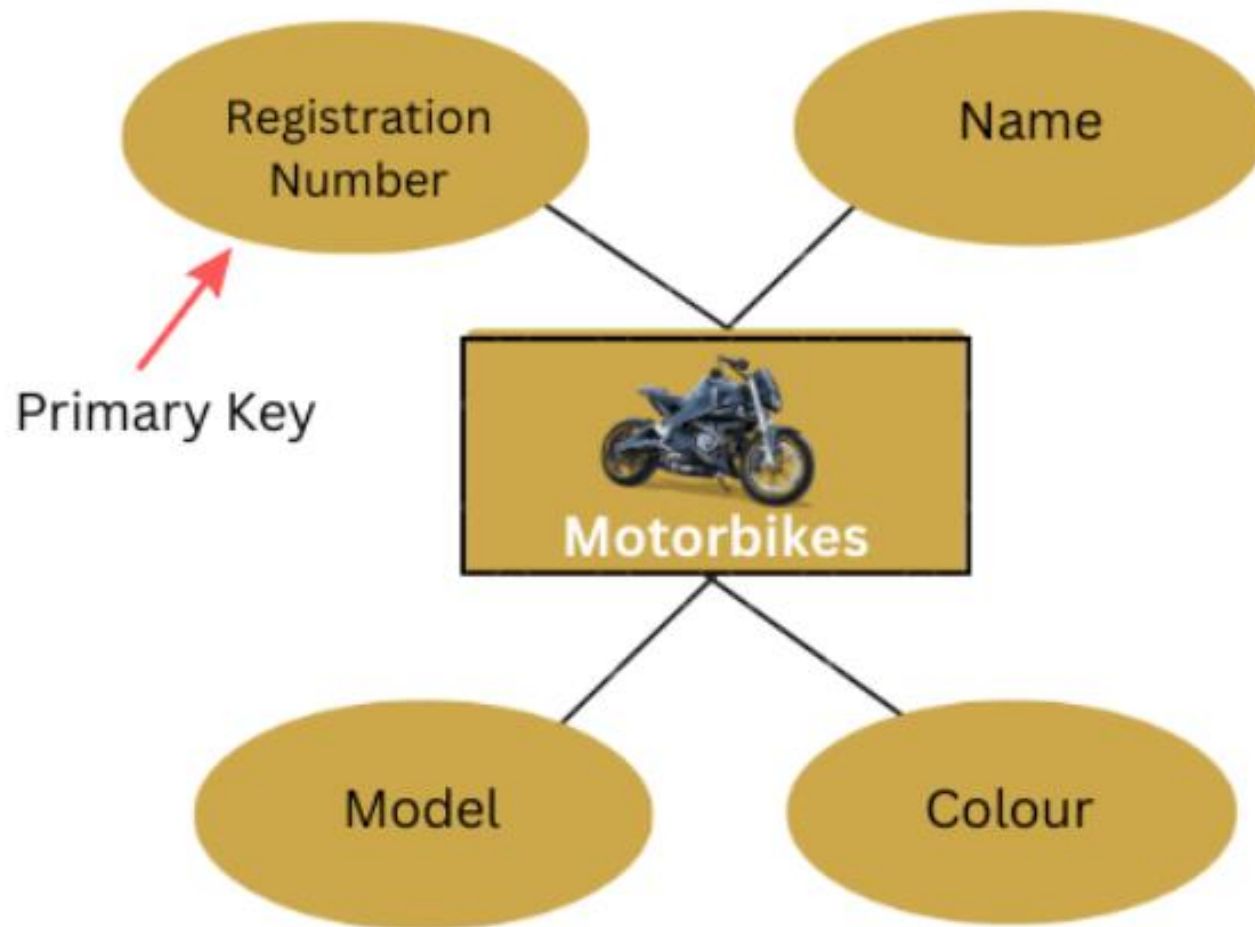 Registration
Number
Name
Primary Key
Motorbikes
Model
Colour